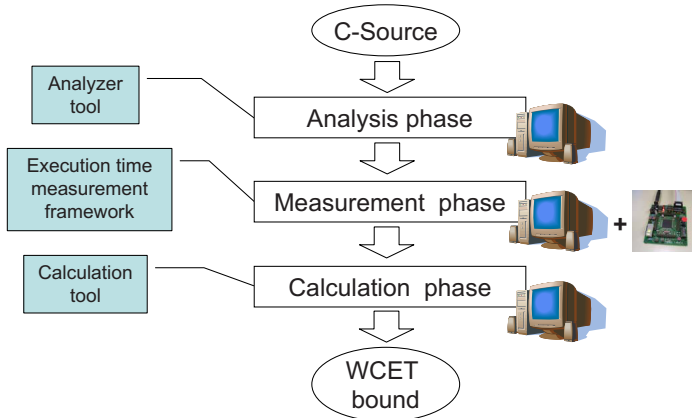 C-Source
Analyzer
tool
Analysis phase
Execution time
measurement
framework
Measurement phase
+
Calculation
tool
Calculation phase
WCET
bound